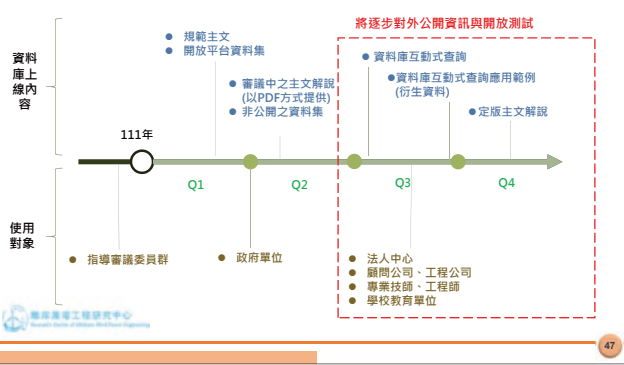 將逐步對外公開資訊與開放測試
資料
庫上
線內
容
● 規範主文
● 開放平台資料集
● 審議中之主文解說
(以PDF方式提供)
● 非公開之資料集
● 資料庫互動式查詢
●資料庫互動式查詢應用範例
(衍生資料)
●定版主文解說
111年
Q1
Q2
Q3
Q4
使用
對象
● 指導審議委員群
● 政府單位
● 法人中心
● 顧問公司、工程公司
● 專業技師、工程師
● 學校教育單位
離岸風電工程研究中心
47